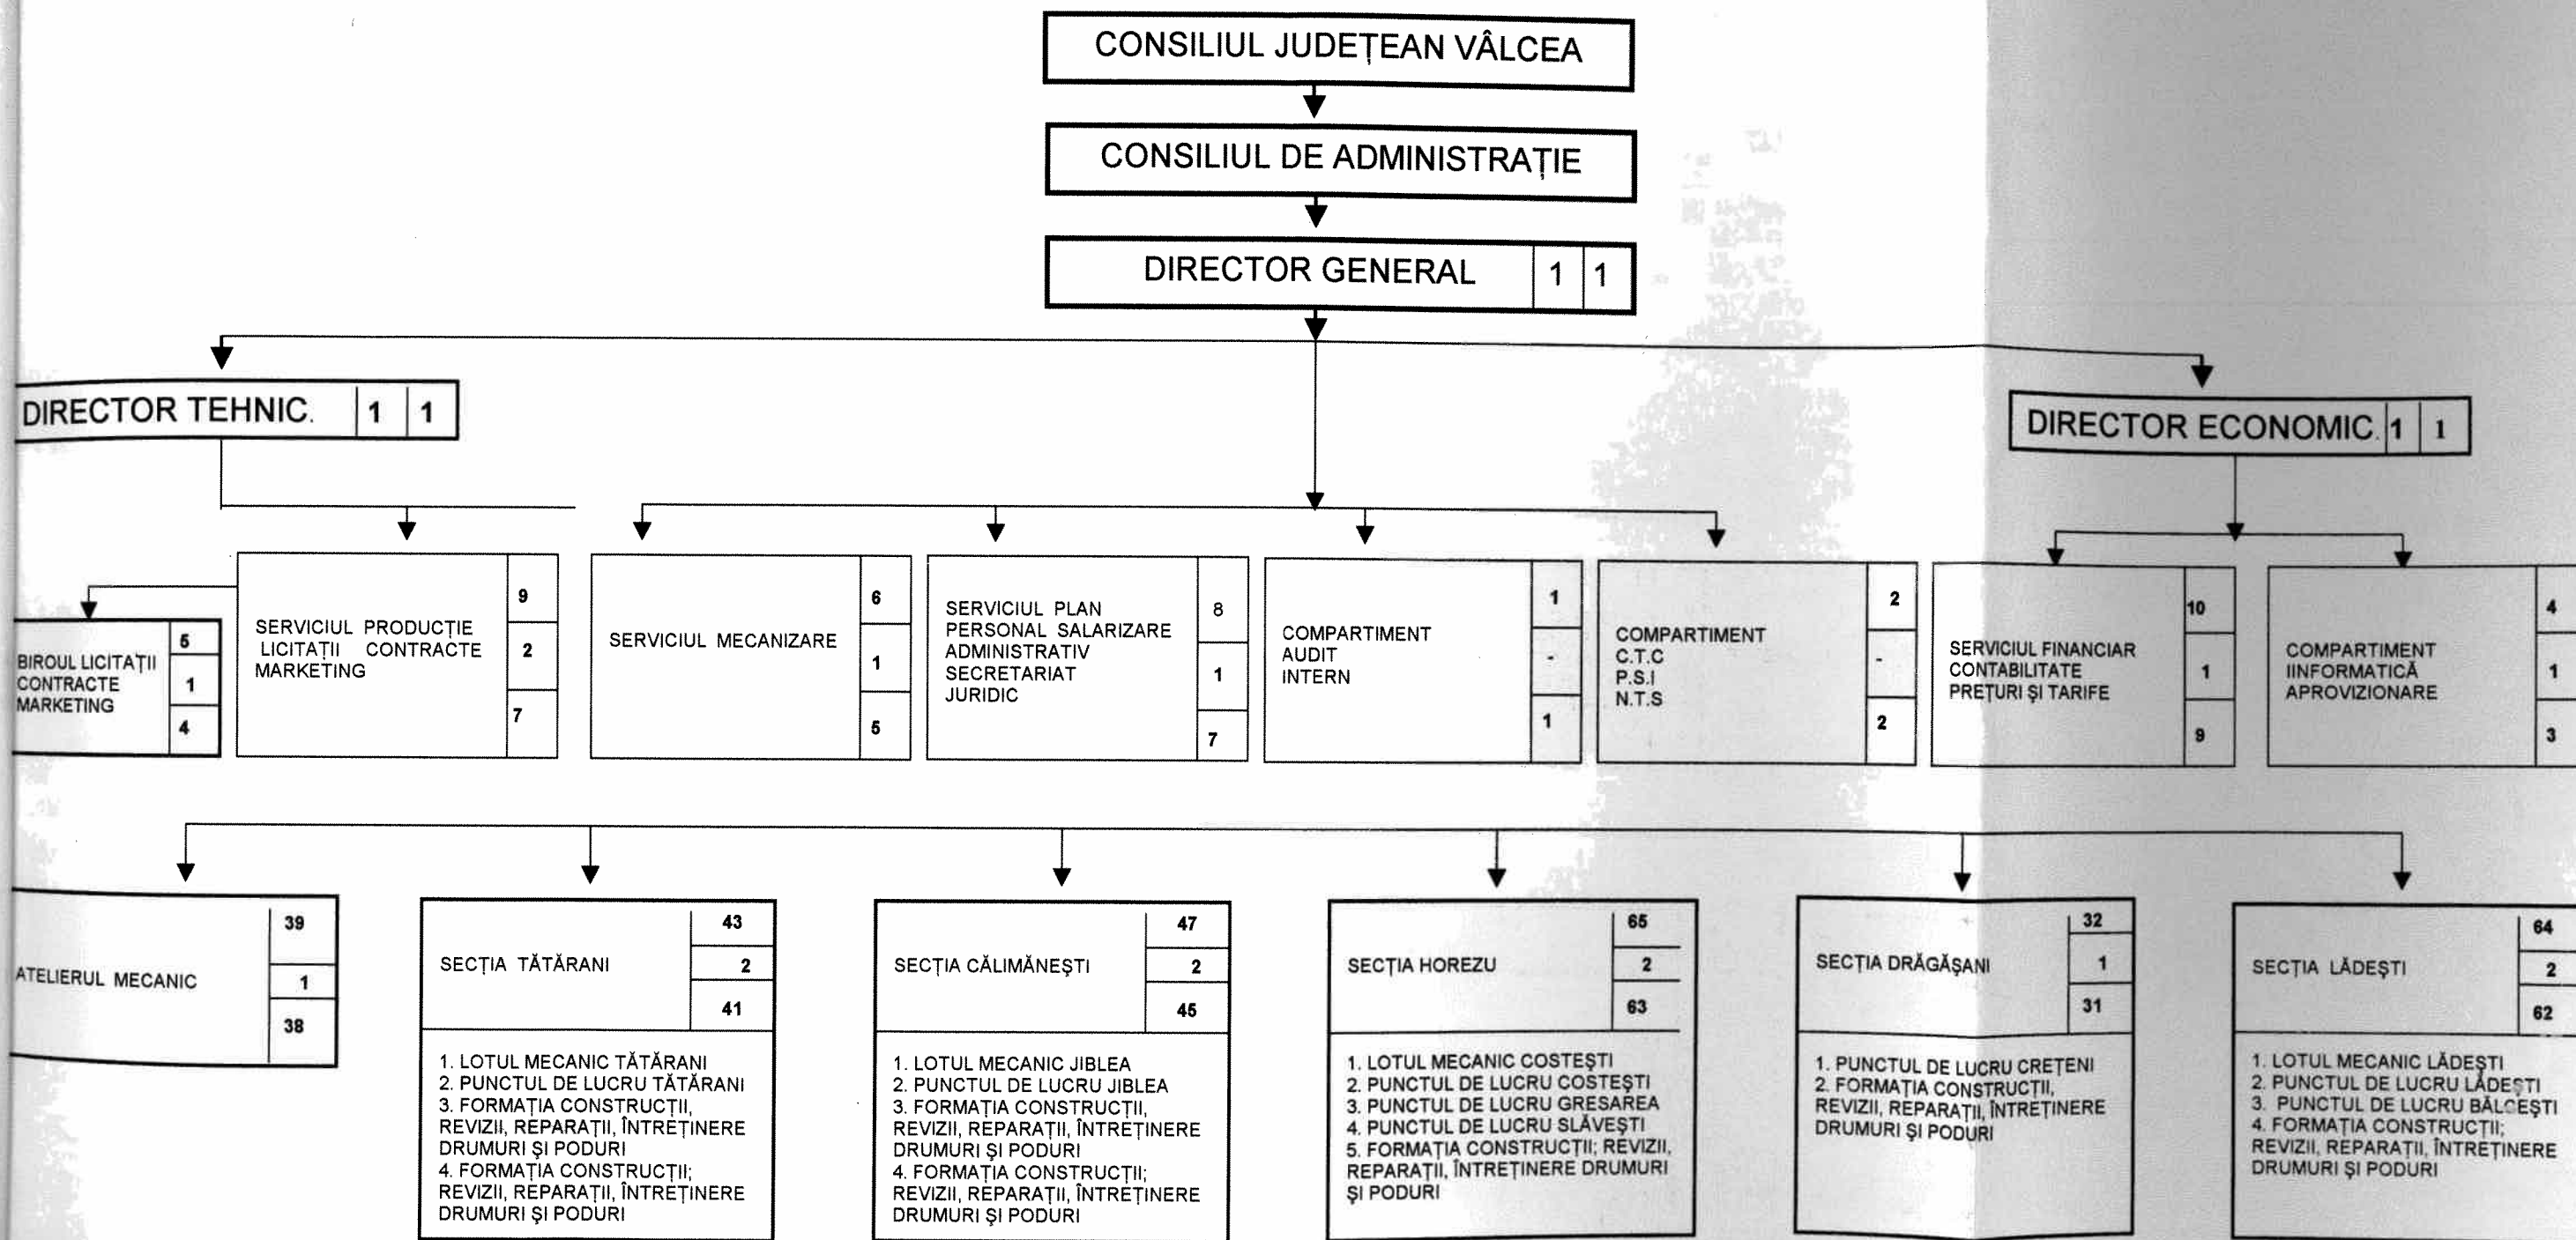 CONSILIUL JUDEȚEAN VÂLCEA
CONSILIUL DE ADMINISTRAȚIE
DIRECTOR GENERAL 1 1
DIRECTOR TEHNIC. 1 1
DIRECTOR ECONOMIC. 1 1
BIROUL LICITAȚII
CONTRACTE
MARKETING
5
1
4
SERVICIUL PRODUCȚIE
LICITAȚII CONTRACTE
MARKETING
9
2
7
SERVICIUL MECANIZARE
6
1
5
SERVICIUL PLAN
PERSONAL SALARIZARE
ADMINISTRATIV
SECRETARIAT
JURIDIC
8
1
7
COMPARTIMENT
AUDIT
INTERN
1
-
1
COMPARTIMENT
C.T.C
P.S.I
N.T.S
2
-
2
SERVICIUL FINANCIAR
CONTABILITATE
PREȚURI ȘI TARIFE
10
1
9
COMPARTIMENT
IINFORMATICĂ
APROVIZIONARE
4
1
3
ATELIERUL MECANIC
39
1
38
SECȚIA TĂTĂRANI
43
2
41
1. LOTUL MECANIC TĂTĂRANI
2. PUNCTUL DE LUCRU TĂTĂRANI
3. FORMAȚIA CONSTRUCȚII,
REVIZII, REPARAȚII, ÎNTREȚINERE
DRUMURI ȘI PODURI
4. FORMAȚIA CONSTRUCȚII;
REVIZII, REPARAȚII, ÎNTREȚINERE
DRUMURI ȘI PODURI
SECȚIA CĂLIMĂNEȘTI
47
2
45
1. LOTUL MECANIC JIBLEA
2. PUNCTUL DE LUCRU JIBLEA
3. FORMAȚIA CONSTRUCȚII,
REVIZII, REPARAȚII, ÎNTREȚINERE
DRUMURI ȘI PODURI
4. FORMAȚIA CONSTRUCȚII;
REVIZII, REPARAȚII, ÎNTREȚINERE
DRUMURI ȘI PODURI
SECȚIA HOREZU
65
2
63
1. LOTUL MECANIC COSTEȘTI
2. PUNCTUL DE LUCRU COSTEȘTI
3. PUNCTUL DE LUCRU GRESAREA
4. PUNCTUL DE LUCRU SLĂVEȘTI
5. FORMAȚIA CONSTRUCȚII; REVIZII,
REPARAȚII, ÎNTREȚINERE DRUMURI
ȘI PODURI
SECȚIA DRĂGĂȘANI
32
1
31
1. PUNCTUL DE LUCRU CREȚENI
2. FORMAȚIA CONSTRUCȚII,
REVIZII, REPARAȚII, ÎNTREȚINERE
DRUMURI ȘI PODURI
SECȚIA LĂDEȘTI
64
2
62
1. LOTUL MECANIC LĂDEȘTI
2. PUNCTUL DE LUCRU LĂDEȘTI
3. PUNCTUL DE LUCRU BĂLCEȘTI
4. FORMAȚIA CONSTRUCȚII;
REVIZII, REPARAȚII, ÎNTREȚINERE
DRUMURI ȘI PODURI